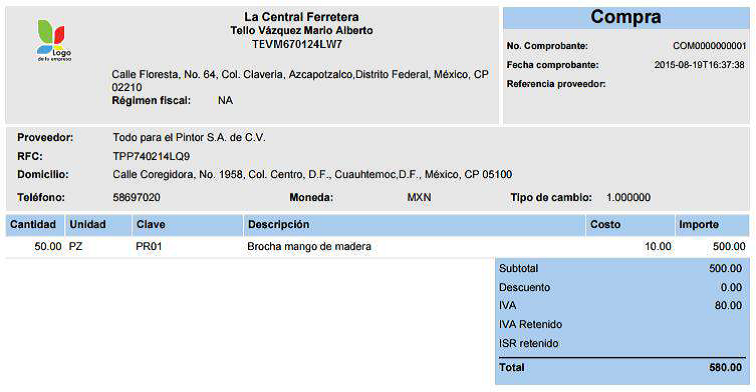 Logo
de tu empresa
La Central Ferretera
Tello Vázquez Mario Alberto
TEVM670124LW7
Calle Floresta, No. 64, Col. Claveria, Azcapotzalco,Distrito Federal, México, CP
02210
Régimen fiscal: NA
Compra
No. Comprobante: COM0000000001
Fecha comprobante: 2015-08-19T16:37:38
Referencia proveedor:
Proveedor: Todo para el Pintor S.A. de C.V.
RFC: TPP740214LQ9
Domicilio: Calle Corregidora, No. 1958, Col. Centro, D.F., Cuauhtemoc,D.F., México, CP 05100
Teléfono: 58697020 Moneda: MXN Tipo de cambio: 1.000000
Cantidad Unidad Clave Descripción Costo Importe
50.00 PZ PR01 Brocha mango de madera 10.00 500.00
Subtotal 500.00
Descuento 0.00
IVA 80.00
IVA Retenido
ISR retenido
Total 580.00